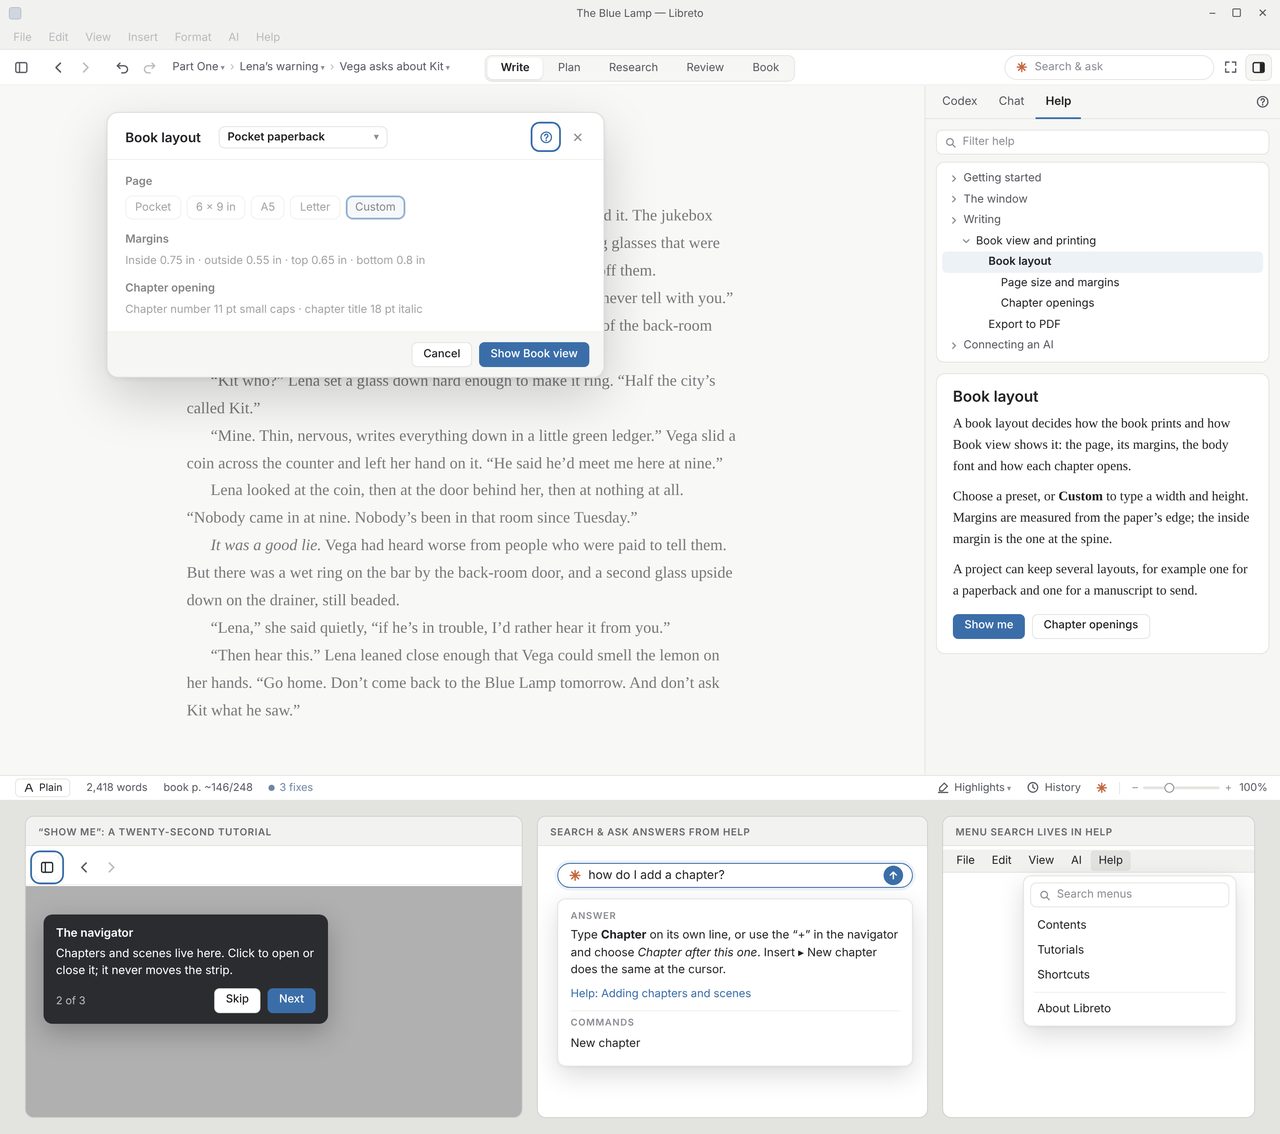 The Blue Lamp — Libreto
File Edit View Insert Format AI Help
Part One › Lena’s warning › Vega asks about Kit
Write Plan Research Review Book
Search & ask
Book layout Pocket paperback
Page
Pocket 6 × 9 in A5 Letter Custom
Margins
Inside 0.75 in · outside 0.55 in · top 0.65 in · bottom 0.8 in
Chapter opening
Chapter number 11 pt small caps · chapter title 18 pt italic
Cancel Show Book view
d it. The jukebox
g glasses that were
off them.
never tell with you.”
of the back-room
“Kit who?” Lena set a glass down hard enough to make it ring. “Half the city’s
called Kit.”
“Mine. Thin, nervous, writes everything down in a little green ledger.” Vega slid a
coin across the counter and left her hand on it. “He said he’d meet me here at nine.”
Lena looked at the coin, then at the door behind her, then at nothing at all.
“Nobody came in at nine. Nobody’s been in that room since Tuesday.”
It was a good lie. Vega had heard worse from people who were paid to tell them.
But there was a wet ring on the bar by the back-room door, and a second glass upside
down on the drainer, still beaded.
“Lena,” she said quietly, “if he’s in trouble, I’d rather hear it from you.”
“Then hear this.” Lena leaned close enough that Vega could smell the lemon on
her hands. “Go home. Don’t come back to the Blue Lamp tomorrow. And don’t ask
Kit what he saw.”
Codex Chat Help
Filter help
Getting started
The window
Writing
Book view and printing
Book layout
Page size and margins
Chapter openings
Export to PDF
Connecting an AI
Book layout
A book layout decides how the book prints and how
Book view shows it: the page, its margins, the body
font and how each chapter opens.
Choose a preset, or Custom to type a width and height.
Margins are measured from the paper’s edge; the inside
margin is the one at the spine.
A project can keep several layouts, for example one for
a paperback and one for a manuscript to send.
Show me Chapter openings
A Plain 2,418 words book p. ~146/248 3 fixes
Highlights History − + 100%
“SHOW ME”: A TWENTY-SECOND TUTORIAL
The navigator
Chapters and scenes live here. Click to open or
close it; it never moves the strip.
2 of 3 Skip Next
SEARCH & ASK ANSWERS FROM HELP
how do I add a chapter?
ANSWER
Type Chapter on its own line, or use the “+” in the navigator
and choose Chapter after this one. Insert ▸ New chapter
does the same at the cursor.
Help: Adding chapters and scenes
COMMANDS
New chapter
MENU SEARCH LIVES IN HELP
File Edit View AI Help
Search menus
Contents
Tutorials
Shortcuts
About Libreto